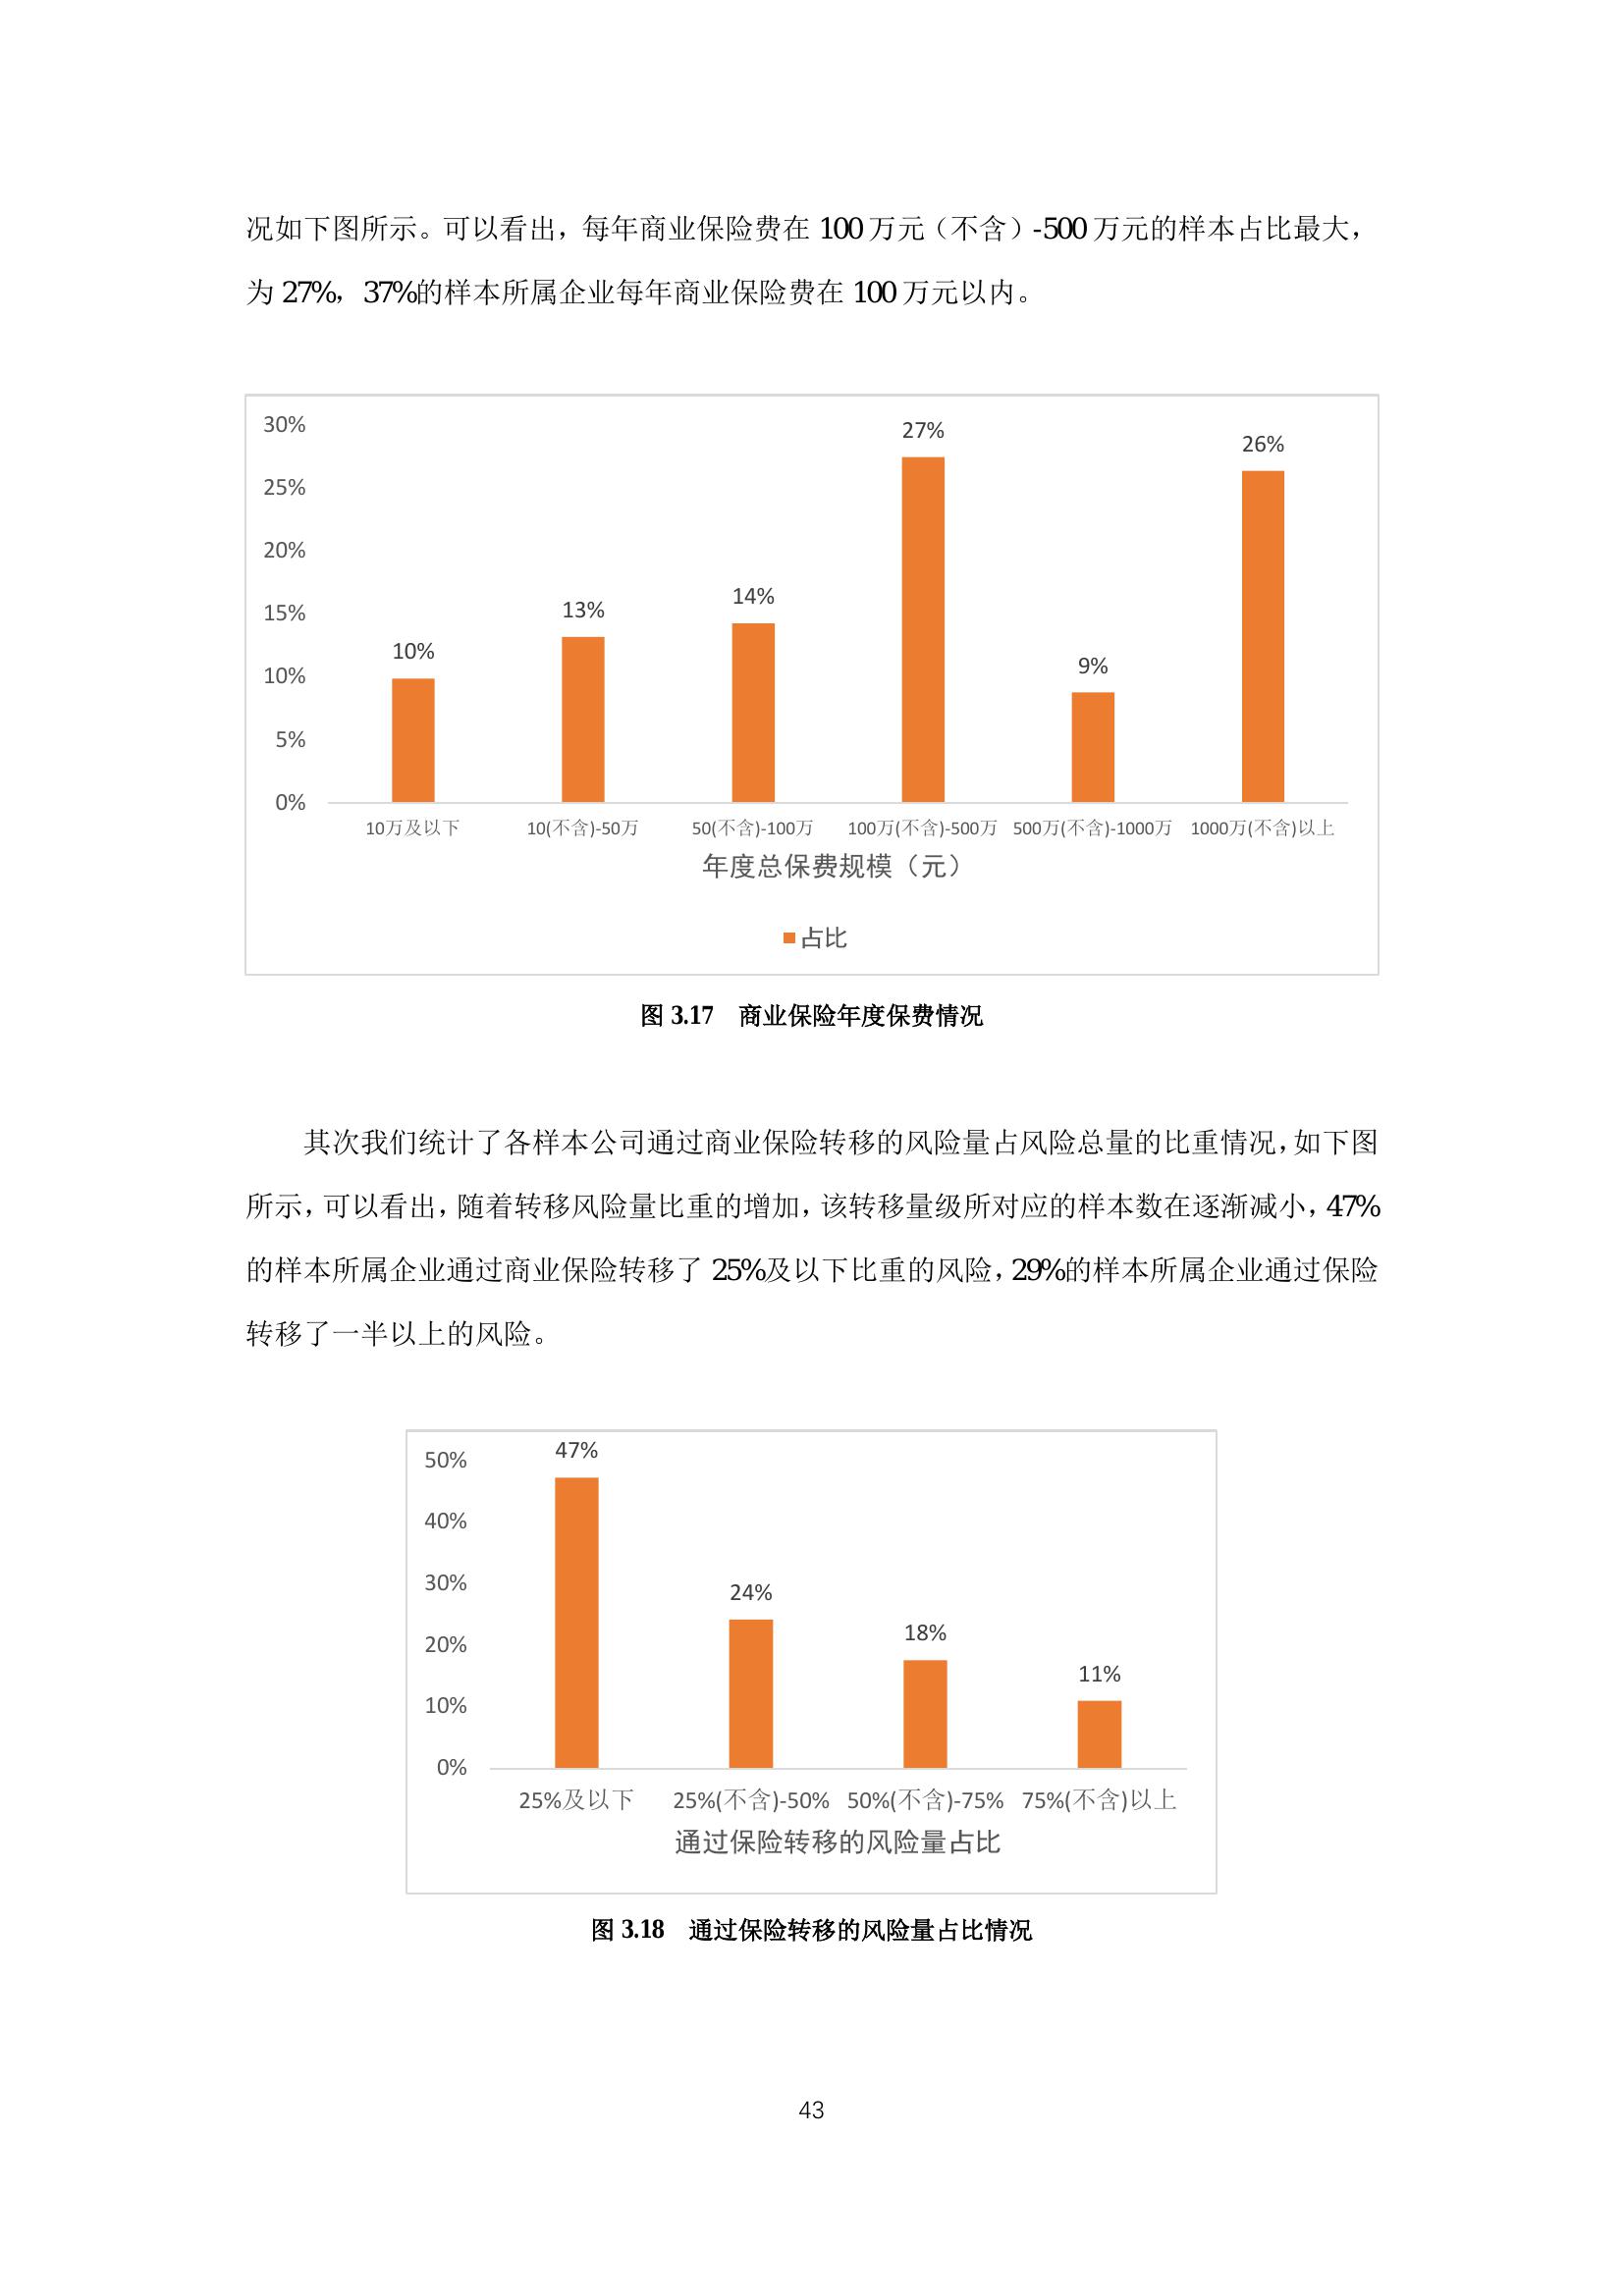 况如下图所示。可以看出，每年商业保险费在 100 万元（不含）-500 万元的样本占比最大，
为 27%，37%的样本所属企业每年商业保险费在 100 万元以内。
30%
25%
20%
15%
10%
5%
0%
10%
13%
14%
27%
9%
26%
10万及以下 10(不含)-50万 50(不含)-100万 100万(不含)-500万 500万(不含)-1000万 1000万(不含)以上
年度总保费规模（元）
占比
图 3.17 商业保险年度保费情况
其次我们统计了各样本公司通过商业保险转移的风险量占风险总量的比重情况，如下图
所示，可以看出，随着转移风险量比重的增加，该转移量级所对应的样本数在逐渐减小，47%
的样本所属企业通过商业保险转移了 25%及以下比重的风险，29%的样本所属企业通过保险
转移了一半以上的风险。
50%
40%
30%
20%
10%
0%
47%
24%
18%
11%
25%及以下 25%(不含)-50% 50%(不含)-75% 75%(不含)以上
通过保险转移的风险量占比
图 3.18 通过保险转移的风险量占比情况
43